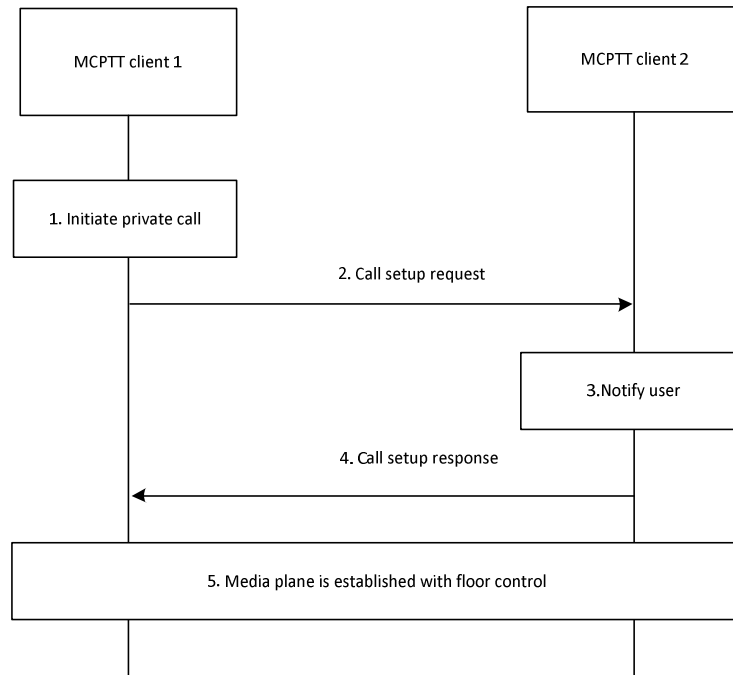 MCPTT client 1
MCPTT client 2
1. Initiate private call
2. Call setup request
3.Notify user
4. Call setup response
5. Media plane is established with floor control